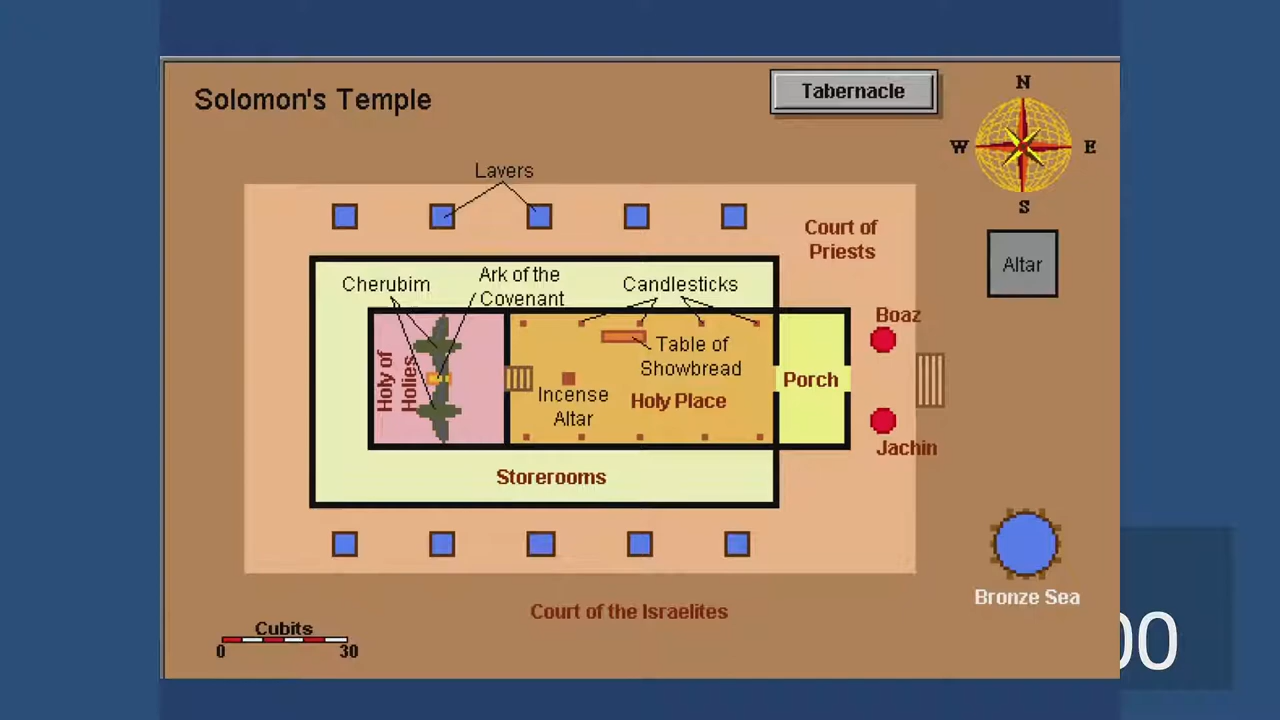 Solomon's Temple
Tabernacle
N
W
E
S
Lavers
Court of
Priests
Altar
Cherubim
Ark of the
Covenant
Candlesticks
Boaz
Holy of
Holies
Table of
Showbread
Porch
Incense
Altar
Holy Place
Jachin
Storerooms
Bronze Sea
Court of the Israelites
Cubits
0
30
00